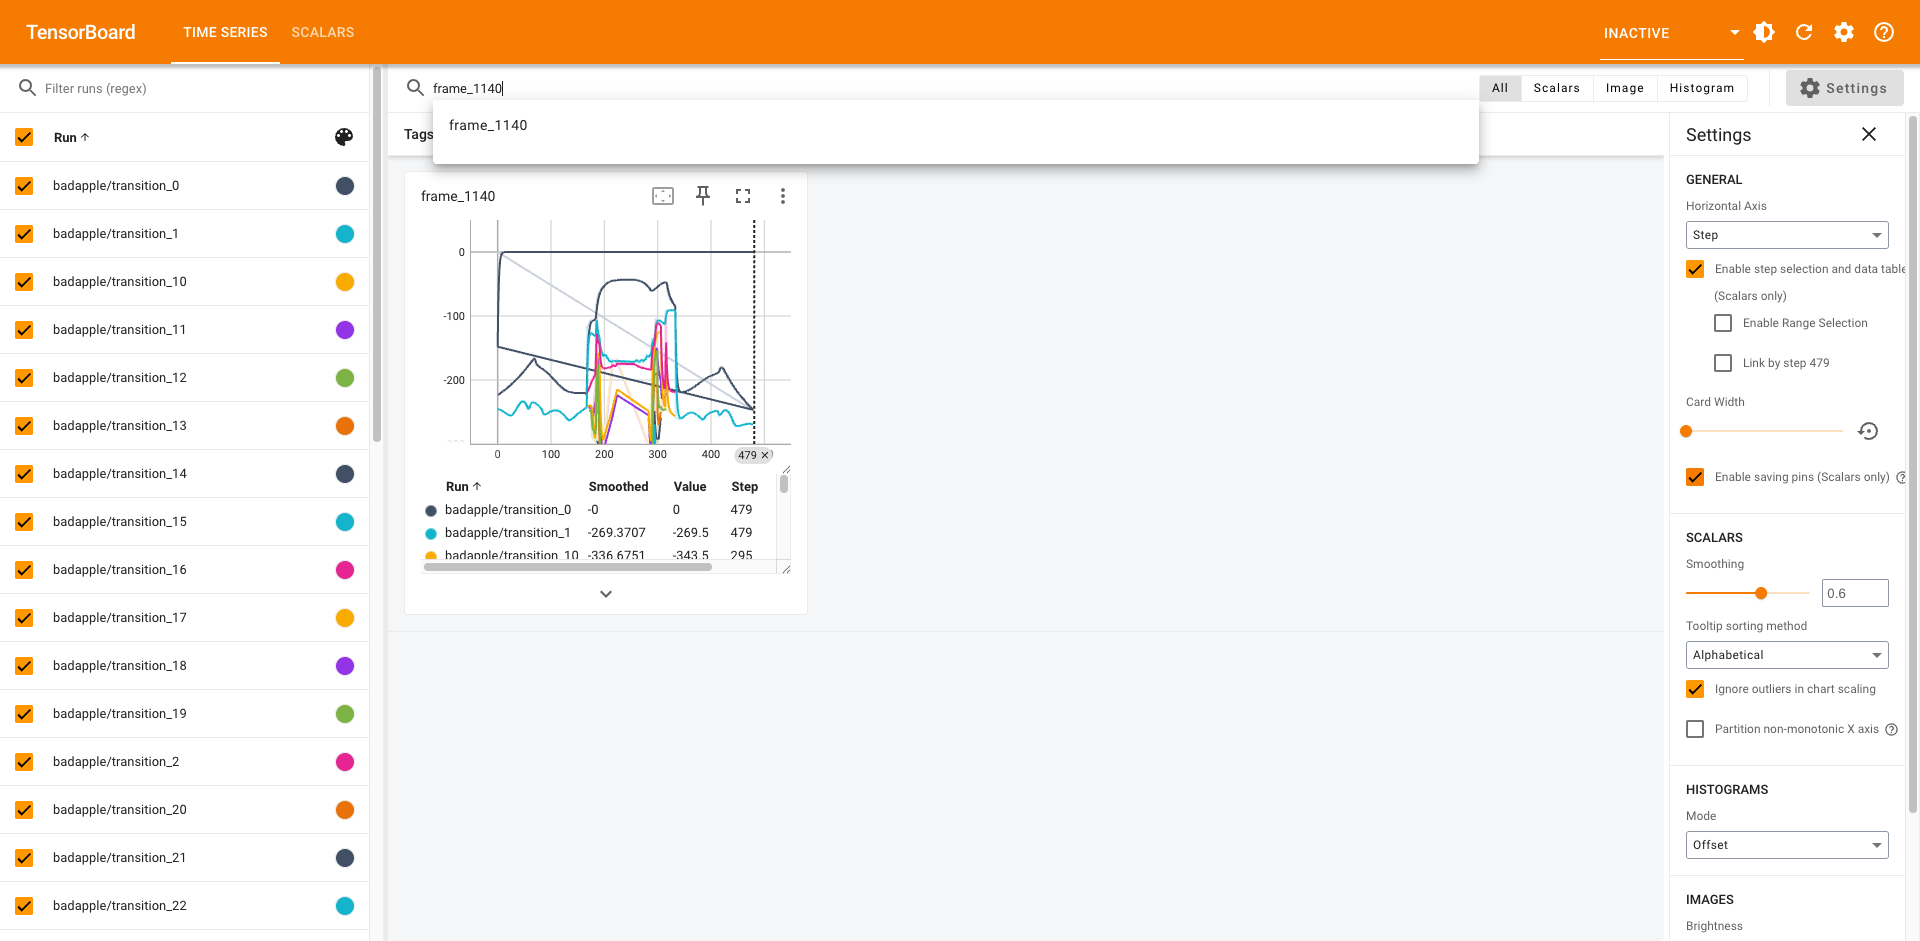 TensorBoard TIME SERIES SCALARS INACTIVE
Filter runs (regex)
frame_1140
All Scalars Image Histogram Settings
frame_1140
Run
Tags
badapple/transition_0
badapple/transition_1
badapple/transition_10
badapple/transition_11
badapple/transition_12
badapple/transition_13
badapple/transition_14
badapple/transition_15
badapple/transition_16
badapple/transition_17
badapple/transition_18
badapple/transition_19
badapple/transition_2
badapple/transition_20
badapple/transition_21
badapple/transition_22
frame_1140
0
-100
-200
0 100 200 300 400 479
Run Smoothed Value Step
badapple/transition_0 -0 0 479
badapple/transition_1 -269.3707 -269.5 479
badapple/transition_10 -336.6751 -343.5 295
Settings
GENERAL
Horizontal Axis
Step
Enable step selection and data table
(Scalars only)
Enable Range Selection
Link by step 479
Card Width
Enable saving pins (Scalars only)
SCALARS
Smoothing
0.6
Tooltip sorting method
Alphabetical
Ignore outliers in chart scaling
Partition non-monotonic X axis
HISTOGRAMS
Mode
Offset
IMAGES
Brightness